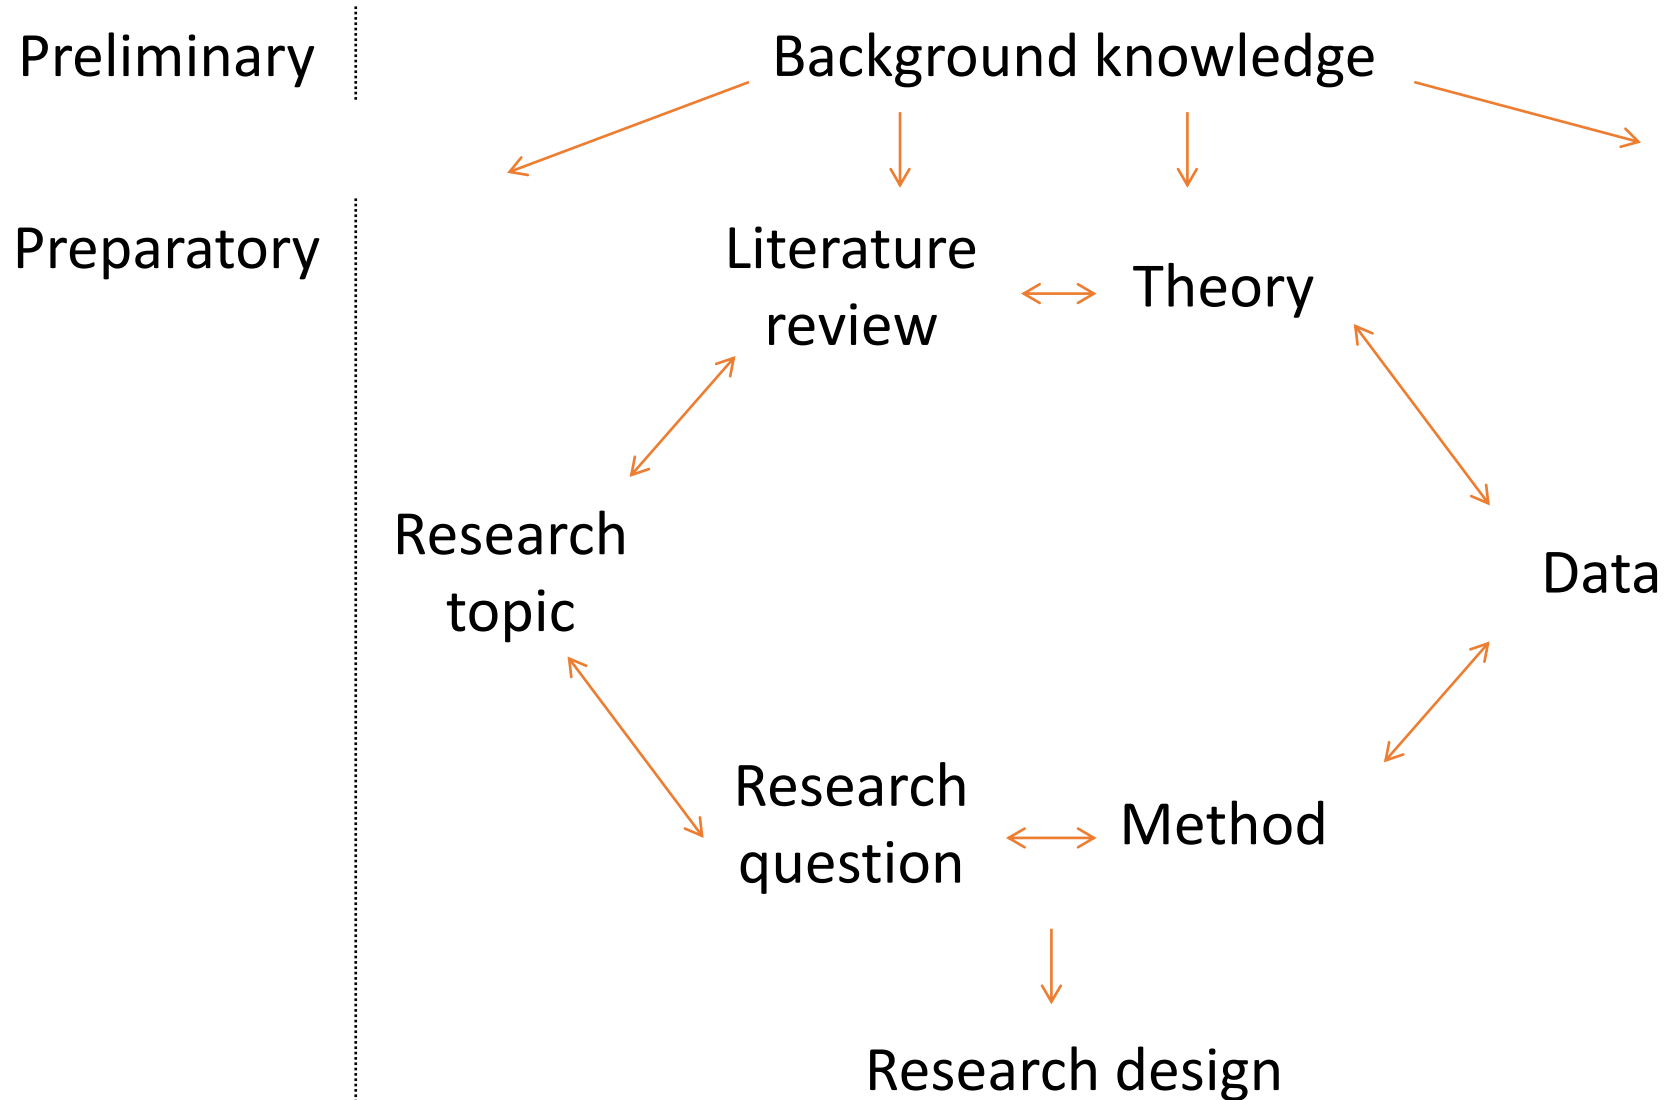 Preliminary
Background knowledge
Preparatory
Literature
review
Theory
Research
topic
Data
Research
question
Method
Research design